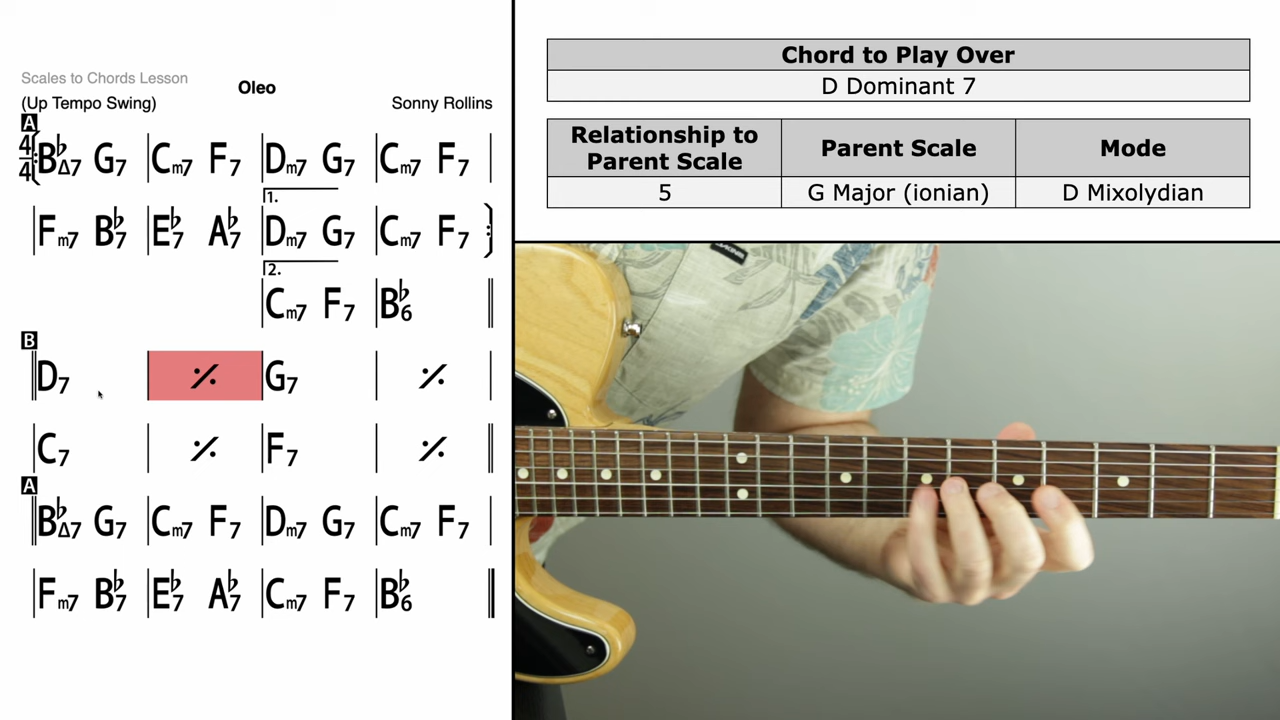 Scales to Chords Lesson
Oleo
(Up Tempo Swing) Sonny Rollins
A
4/4 B♭Δ7 G7 Cm7 F7 Dm7 G7 Cm7 F7
1.
Fm7 B♭7 E♭7 A♭7 Dm7 G7 Cm7 F7
2.
Cm7 F7 B♭6
B
D7 𝄎 G7 𝄎
C7 𝄎 F7 𝄎
A
B♭Δ7 G7 Cm7 F7 Dm7 G7 Cm7 F7
Fm7 B♭7 E♭7 A♭7 Cm7 F7 B♭6
Chord to Play Over
D Dominant 7
Relationship to
Parent Scale
Parent Scale
Mode
5
G Major (ionian)
D Mixolydian